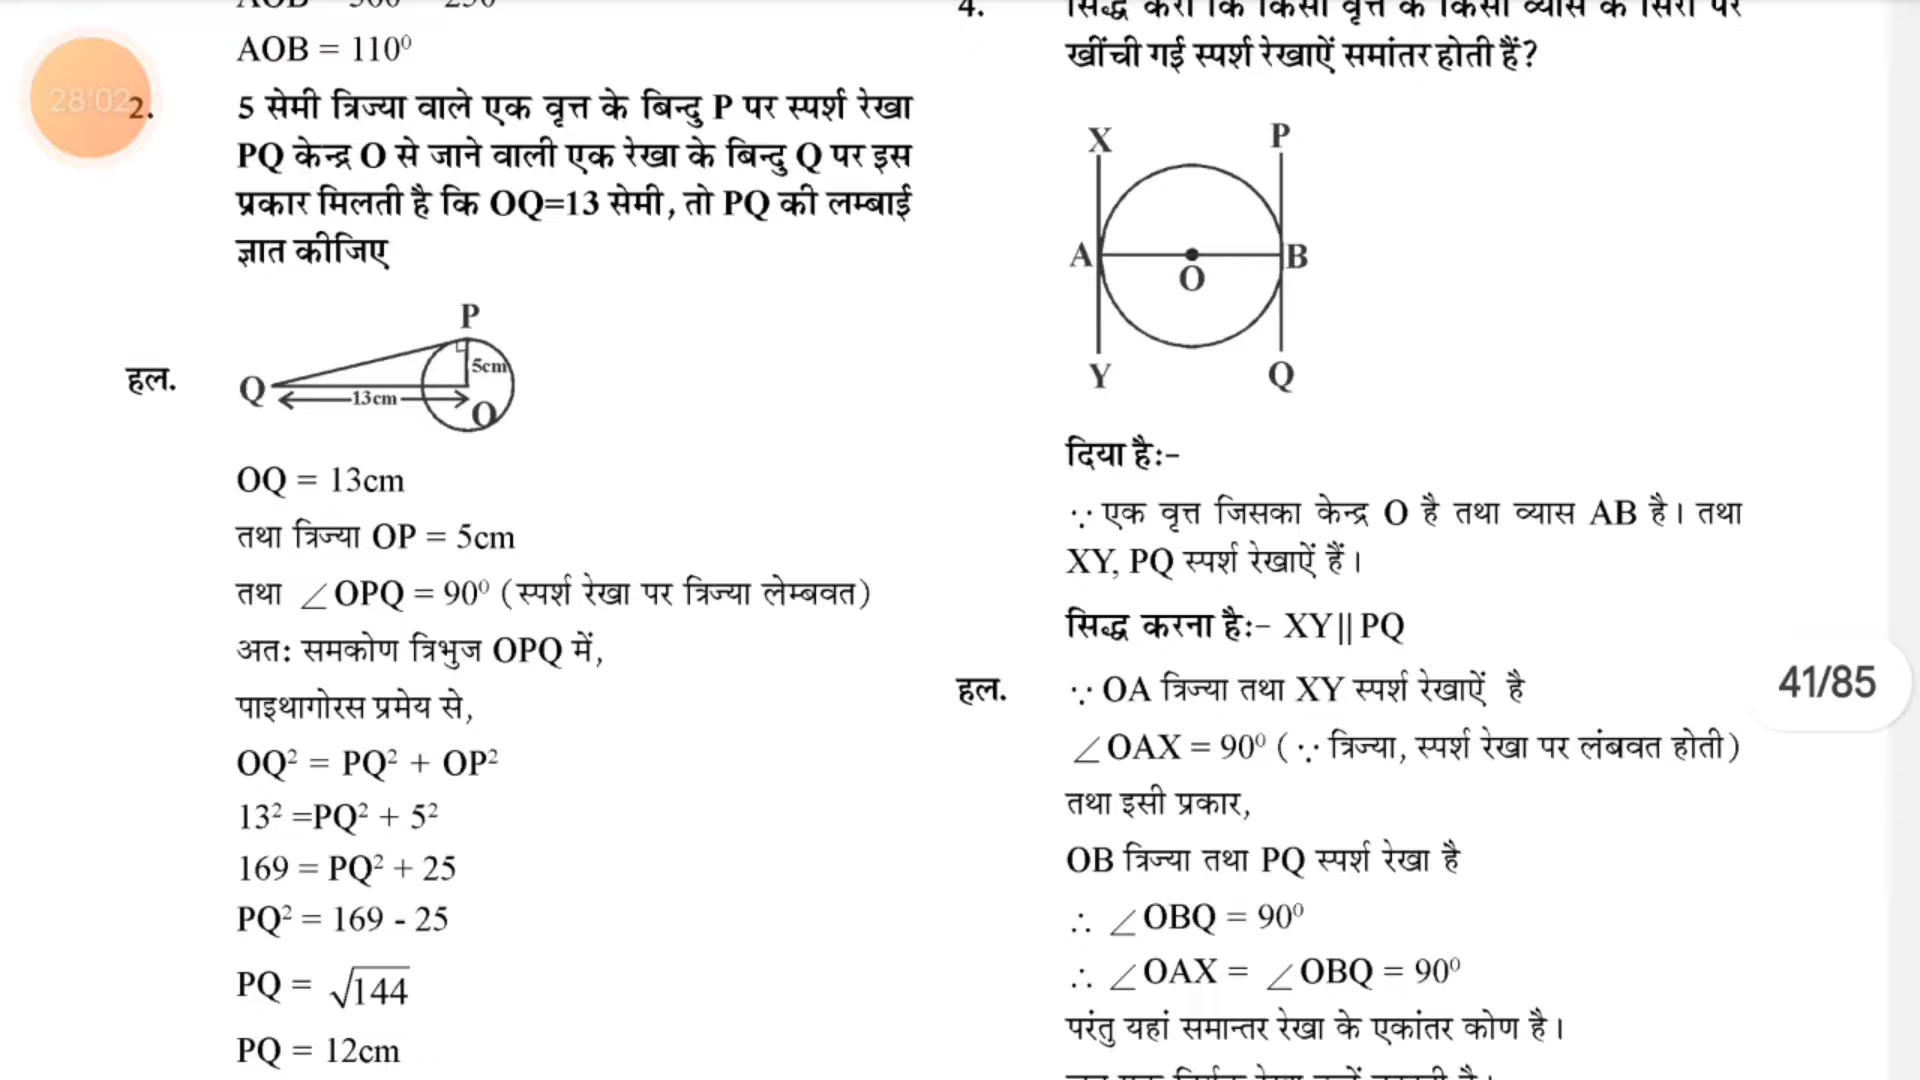 AOB = 110⁰
28:02
2. 5 सेमी त्रिज्या वाले एक वृत्त के बिन्दु P पर स्पर्श रेखा
PQ केन्द्र O से जाने वाली एक रेखा के बिन्दु Q पर इस
प्रकार मिलती है कि OQ=13 सेमी, तो PQ की लम्बाई
ज्ञात कीजिए
हल.
P
5cm
Q
13cm
O
OQ = 13cm
तथा त्रिज्या OP = 5cm
तथा ∠OPQ = 90⁰ (स्पर्श रेखा पर त्रिज्या लेम्बवत)
अतः समकोण त्रिभुज OPQ में,
पाइथागोरस प्रमेय से,
OQ² = PQ² + OP²
13² =PQ² + 5²
169 = PQ² + 25
PQ² = 169 - 25
PQ = √144
PQ = 12cm
4. सिद्ध करो कि किसी वृत्त के किसी व्यास के सिरों पर
खींची गई स्पर्श रेखाऐं समांतर होती हैं?
X P
A O B
Y Q
दिया है:-
∵ एक वृत्त जिसका केन्द्र O है तथा व्यास AB है। तथा
XY, PQ स्पर्श रेखाऐं हैं।
सिद्ध करना है:- XY||PQ
हल. ∵ OA त्रिज्या तथा XY स्पर्श रेखाऐं है
∠OAX = 90⁰ (∵ त्रिज्या, स्पर्श रेखा पर लंबवत होती)
तथा इसी प्रकार,
OB त्रिज्या तथा PQ स्पर्श रेखा है
∴ ∠OBQ = 90⁰
∴ ∠OAX = ∠OBQ = 90⁰
परंतु यहां समान्तर रेखा के एकांतर कोण है।
41/85